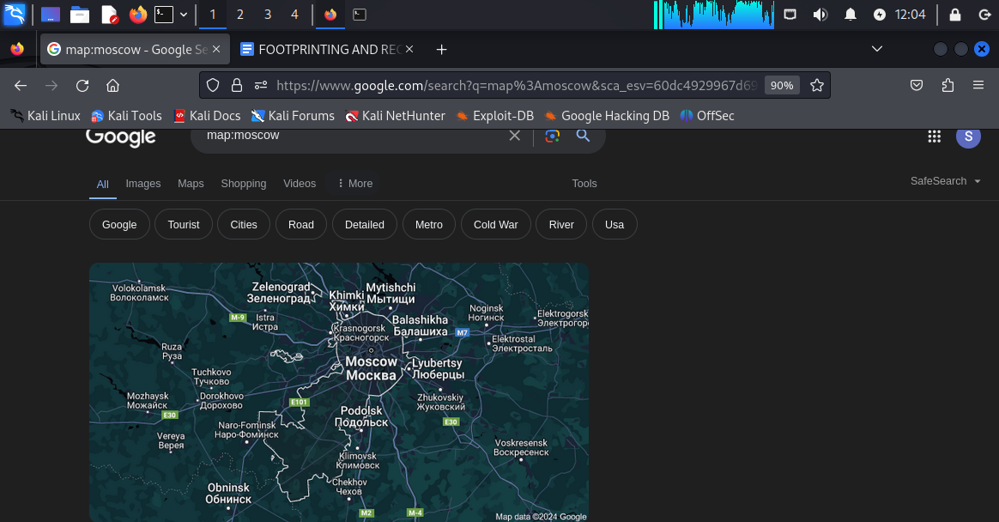 1 2 3 4 12:04
map:moscow - Google Se FOOTPRINTING AND REC
https://www.google.com/search?q=map%3Amoscow&sca_esv=60dc4929967d69 90%
Kali Linux Kali Tools Kali Docs Kali Forums Kali NetHunter Exploit-DB Google Hacking DB OffSec
Google map:moscow S
All Images Maps Shopping Videos More Tools SafeSearch
Google Tourist Cities Road Detailed Metro Cold War River Usa
Volokolamsk
Волоколамск
Zelenograd
Зеленоград
Khimki
Химки
Mytishchi
Мытищи
M-9
Istra
Истра
Krasnogorsk
Красногорск
Balashikha
Балашиха
Noginsk
Ногинск
M7
Elektrogorsk
Электрогорс
Elektrostal
Электросталь
Ruza
Руза
Moscow
Москва
Lyubertsy
Люберцы
Tuchkovo
Тучково
Mozhaysk
Можайск
Dorokhovo
Дорохово
E30
E101
Zhukovskiy
Жуковский
E30
Podolsk
Подольск
Naro-Fominsk
Наро-Фоминск
Vereya
Верея
Klimovsk
Климовск
Voskresensk
Воскресенск
Chekhov
Чехов
Obninsk
Обнинск
M2
M-4
Map data ©2024 Google